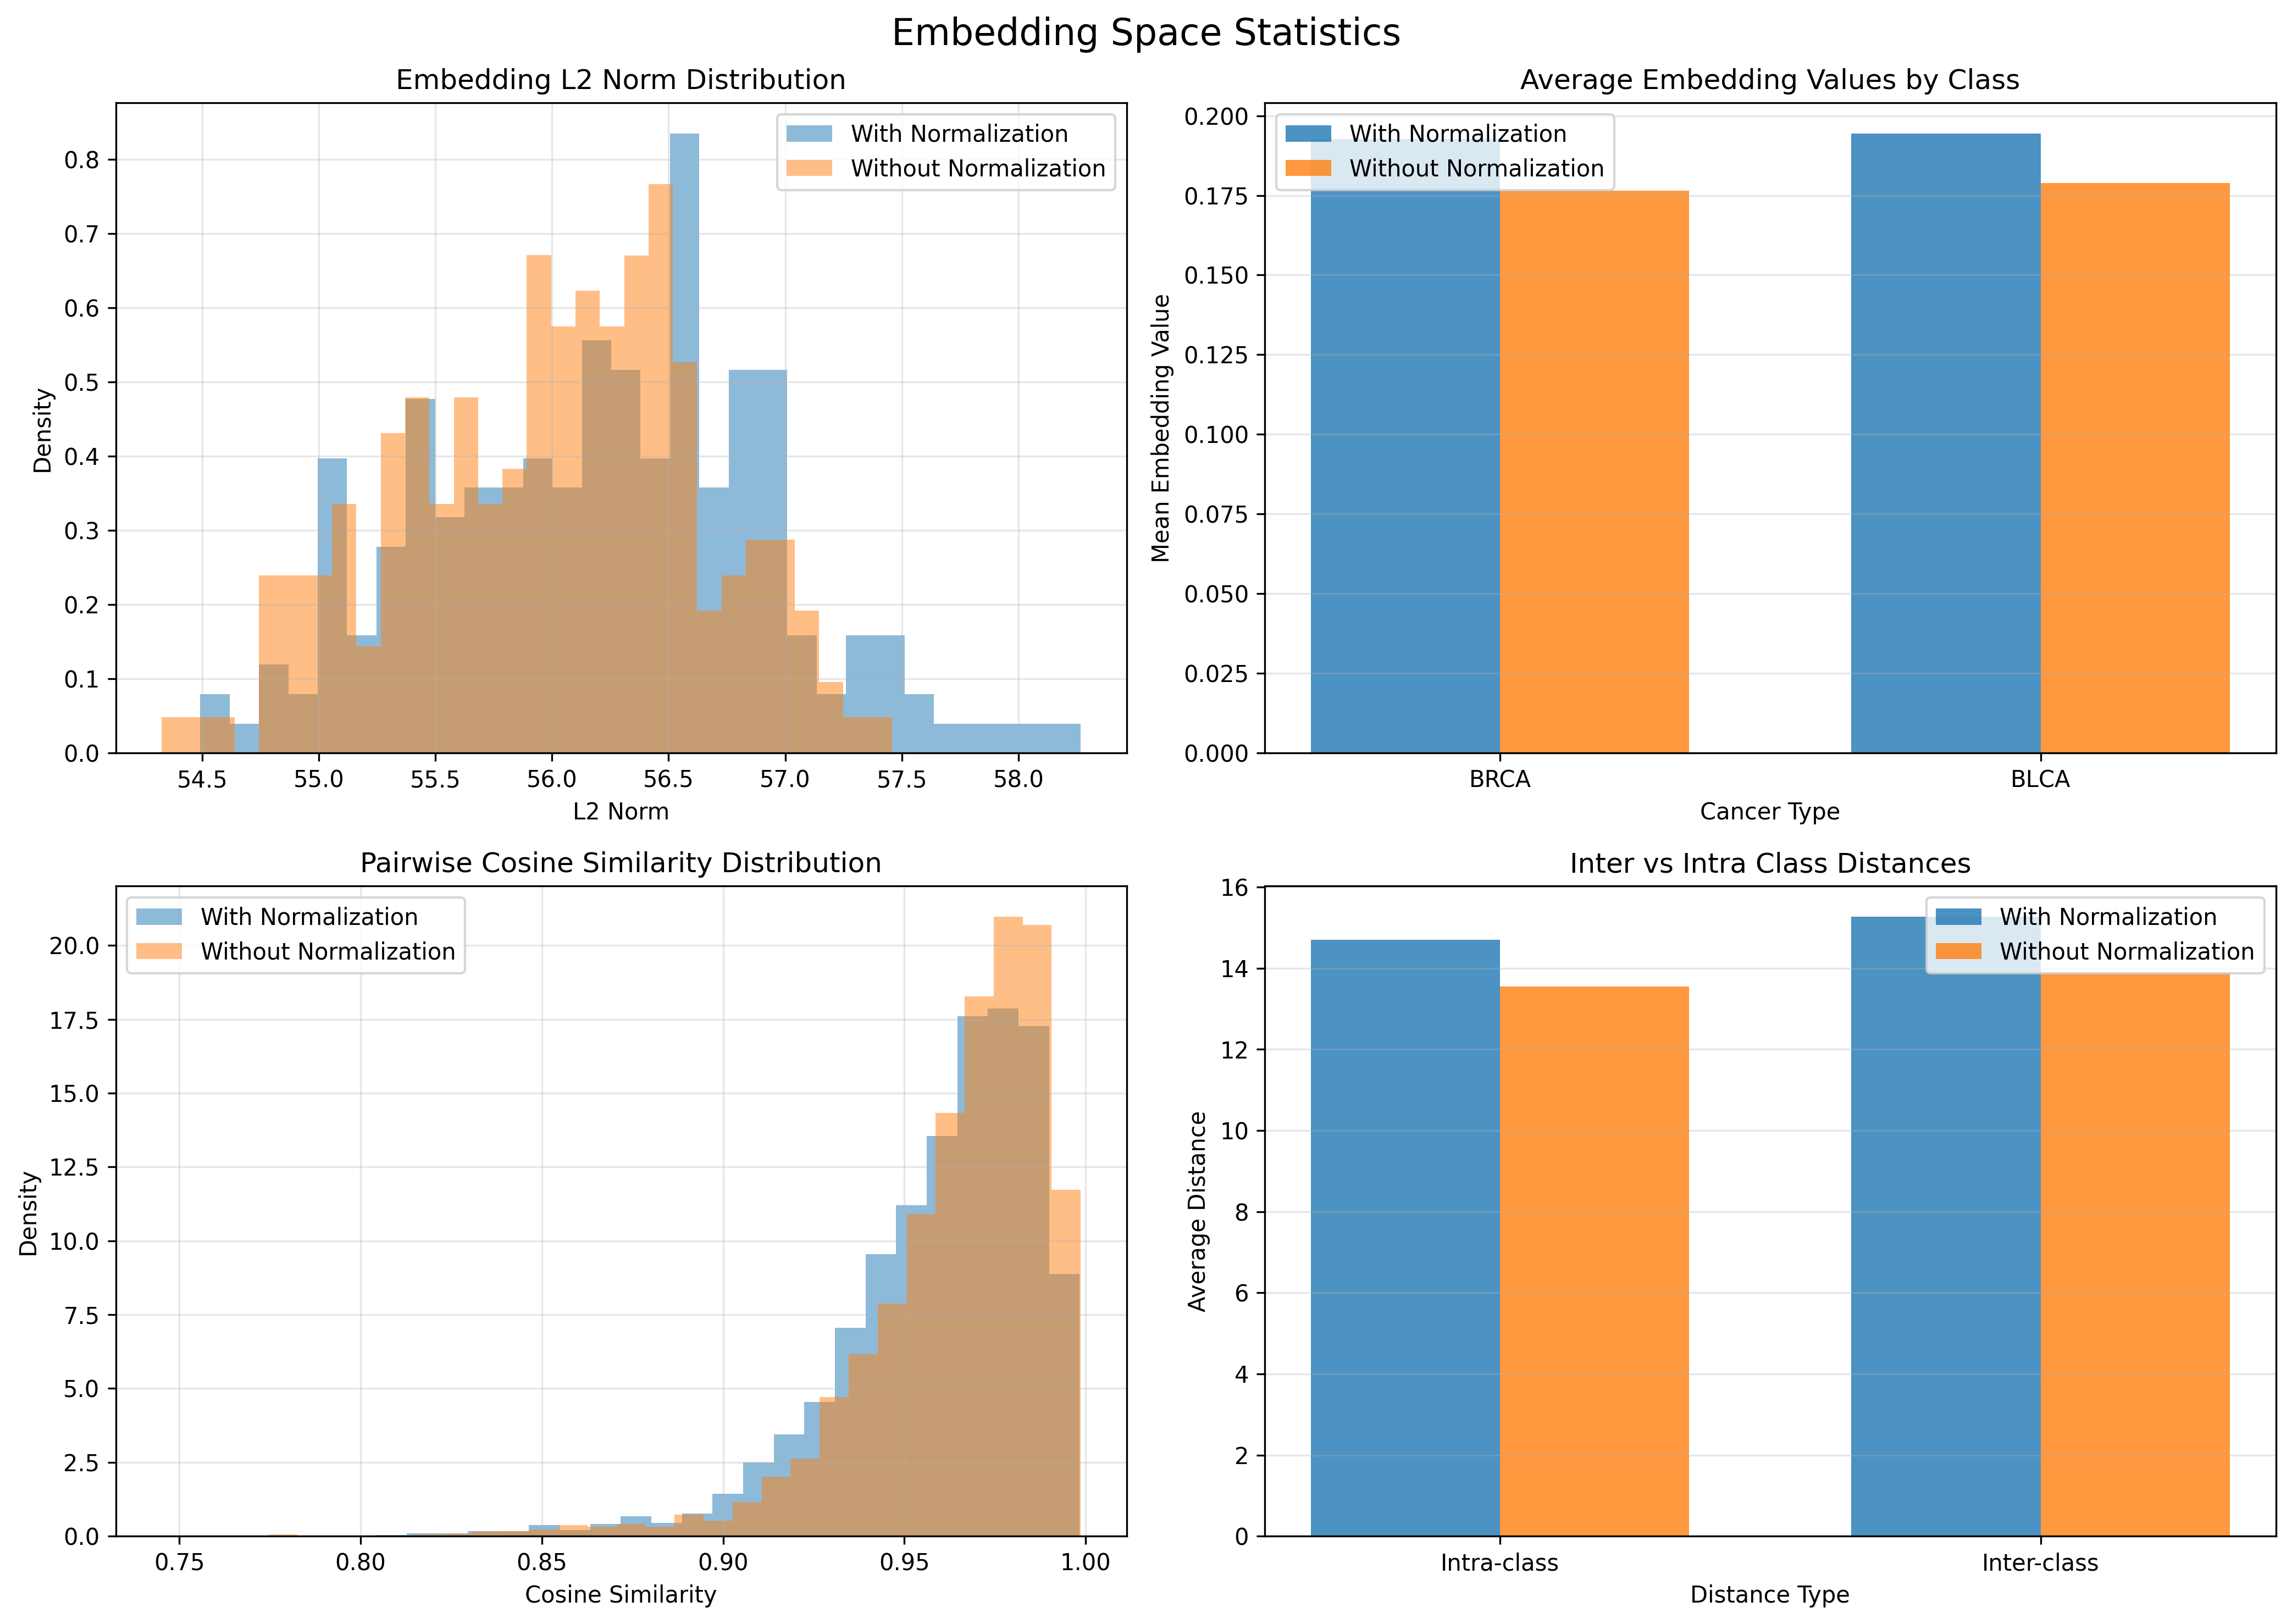 Embedding Space Statistics
Embedding L2 Norm Distribution
With Normalization
Without Normalization
0.8
0.7
0.6
0.5
0.4
0.3
0.2
0.1
0.0
Density
54.5 55.0 55.5 56.0 56.5 57.0 57.5 58.0
L2 Norm
Average Embedding Values by Class
With Normalization
Without Normalization
0.200
0.175
0.150
0.125
0.100
0.075
0.050
0.025
0.000
Mean Embedding Value
BRCA BLCA
Cancer Type
Pairwise Cosine Similarity Distribution
With Normalization
Without Normalization
20.0
17.5
15.0
12.5
10.0
7.5
5.0
2.5
0.0
Density
0.75 0.80 0.85 0.90 0.95 1.00
Cosine Similarity
Inter vs Intra Class Distances
With Normalization
Without Normalization
16
14
12
10
8
6
4
2
0
Average Distance
Intra-class Inter-class
Distance Type